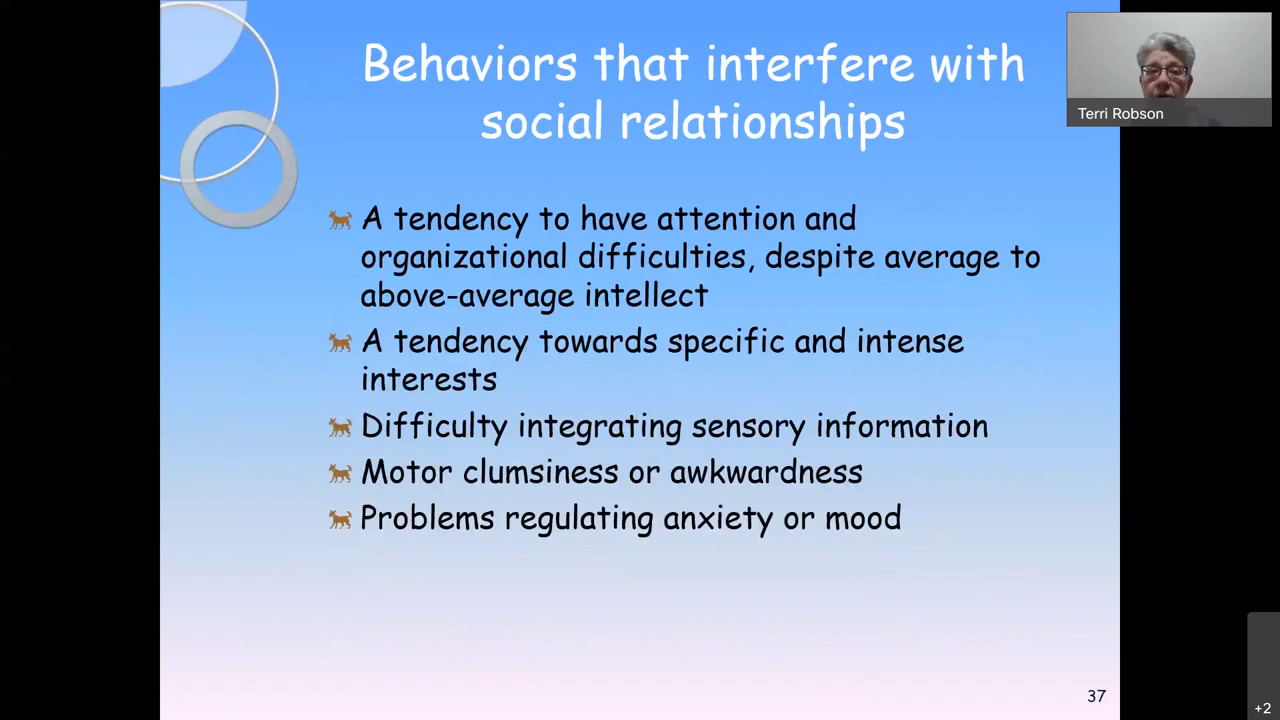 Behaviors that interfere with
social relationships
Terri Robson
A tendency to have attention and
organizational difficulties, despite average to
above-average intellect
A tendency towards specific and intense
interests
Difficulty integrating sensory information
Motor clumsiness or awkwardness
Problems regulating anxiety or mood
37
+2